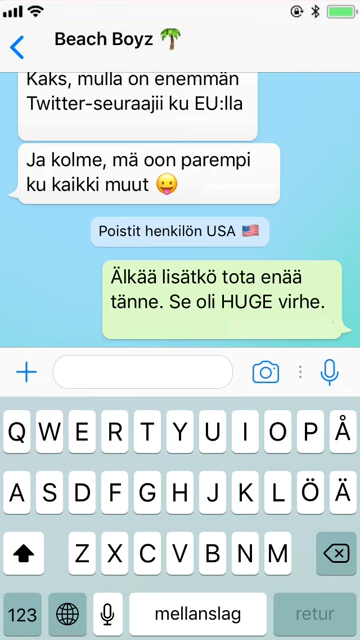 Beach Boyz 🌴
Kaks, mulla on enemmän
Twitter-seuraajii ku EU:lla
Ja kolme, mä oon parempi
ku kaikki muut 😛
Poistit henkilön USA 🇺🇸
Älkää lisätkö tota enää
tänne. Se oli HUGE virhe.
Q W E R T Y U I O P Å
A S D F G H J K L Ö Ä
Z X C V B N M
123 mellanslag retur